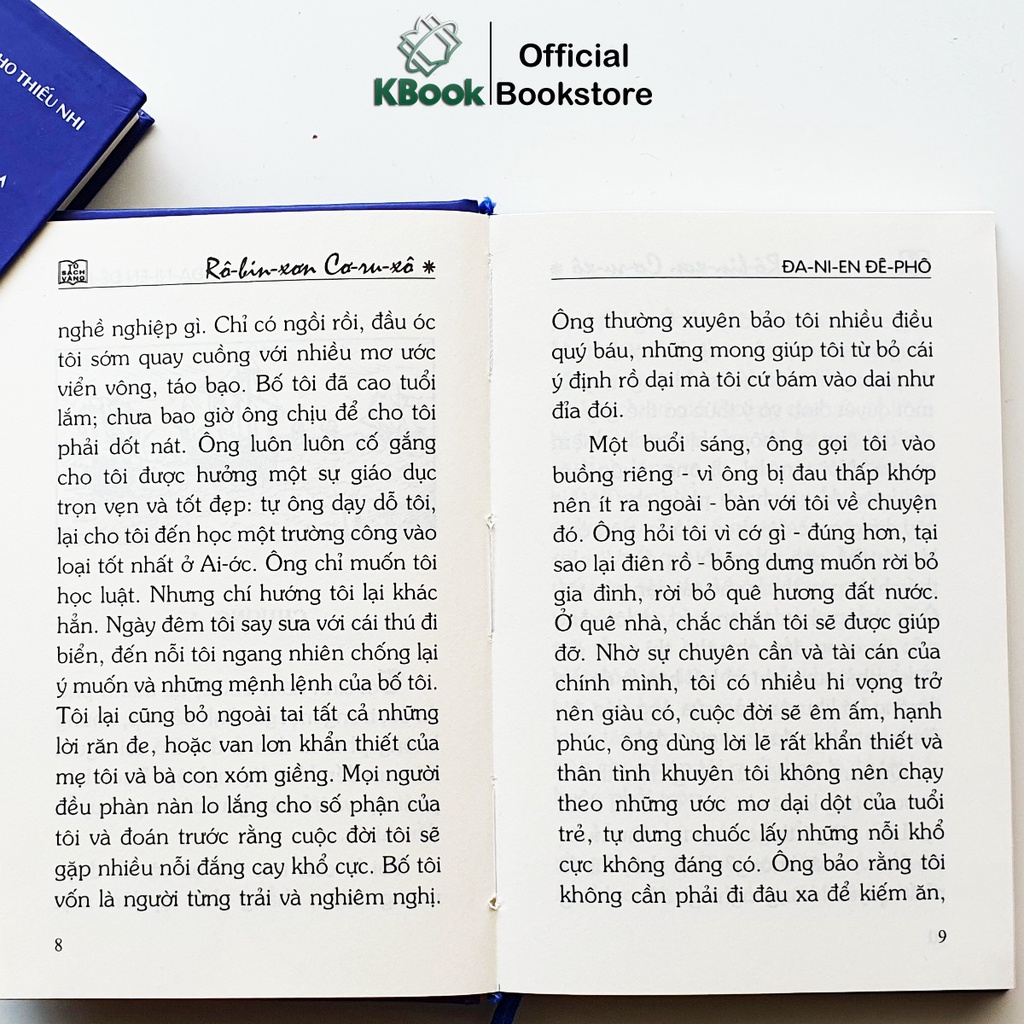 KBook
Official
Bookstore
HO THIẾU NHI
TỦ
SÁCH
VÀNG
Rô-bin-xơn Cơ-ru-xô *
nghề nghiệp gì. Chỉ có ngồi rồi, đầu óc
tôi sớm quay cuồng với nhiều mơ ước
viển vông, táo bạo. Bố tôi đã cao tuổi
lắm; chưa bao giờ ông chịu để cho tôi
phải dốt nát. Ông luôn luôn cố gắng
cho tôi được hưởng một sự giáo dục
trọn vẹn và tốt đẹp: tự ông dạy dỗ tôi,
lại cho tôi đến học một trường công vào
loại tốt nhất ở Ai-ớc. Ông chỉ muốn tôi
học luật. Nhưng chí hướng tôi lại khác
hẳn. Ngày đêm tôi say sưa với cái thú đi
biển, đến nỗi tôi ngang nhiên chống lại
ý muốn và những mệnh lệnh của bố tôi.
Tôi lại cũng bỏ ngoài tai tất cả những
lời răn đe, hoặc van lơn khẩn thiết của
mẹ tôi và bà con xóm giềng. Mọi người
đều phàn nàn lo lắng cho số phận của
tôi và đoán trước rằng cuộc đời tôi sẽ
gặp nhiều nỗi đắng cay khổ cực. Bố tôi
vốn là người từng trải và nghiêm nghị.
8
ĐA-NI-EN ĐÊ-PHÔ
Ông thường xuyên bảo tôi nhiều điều
quý báu, những mong giúp tôi từ bỏ cái
ý định rồ dại mà tôi cứ bám vào dai như
đỉa đói.
Một buổi sáng, ông gọi tôi vào
buồng riêng - vì ông bị đau thấp khớp
nên ít ra ngoài - bàn với tôi về chuyện
đó. Ông hỏi tôi vì cớ gì - đúng hơn, tại
sao lại điên rồ - bỗng dưng muốn rời bỏ
gia đình, rời bỏ quê hương đất nước.
Ở quê nhà, chắc chắn tôi sẽ được giúp
đỡ. Nhờ sự chuyên cần và tài cán của
chính mình, tôi có nhiều hi vọng trở
nên giàu có, cuộc đời sẽ êm ấm, hạnh
phúc, ông dùng lời lẽ rất khẩn thiết và
thân tình khuyên tôi không nên chạy
theo những ước mơ dại dột của tuổi
trẻ, tự dưng chuốc lấy những nỗi khổ
cực không đáng có. Ông bảo rằng tôi
không cần phải đi đâu xa để kiếm ăn,
9